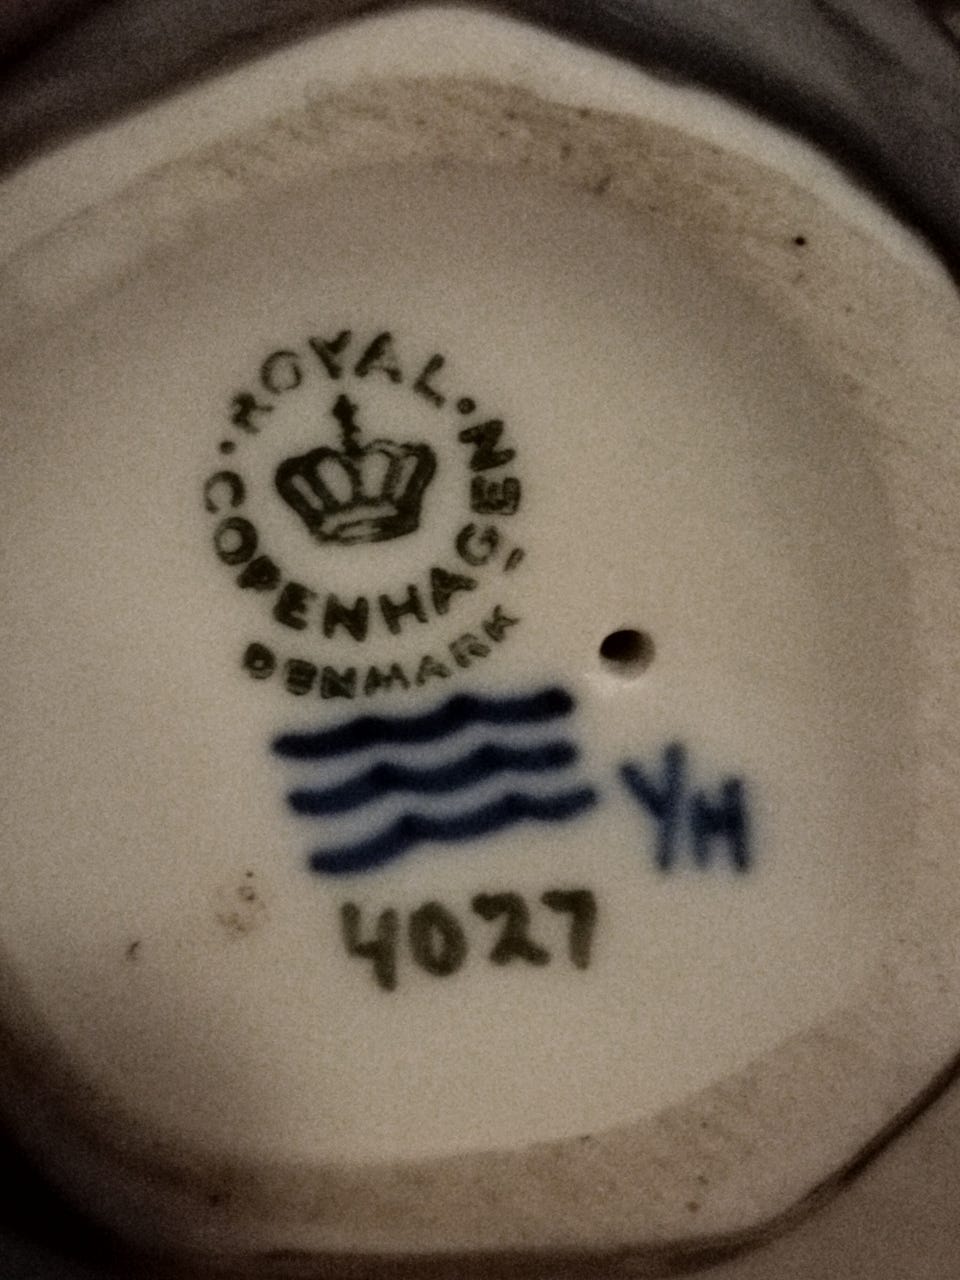 ROYAL
COPENHAGEN
DENMARK
YH
4027